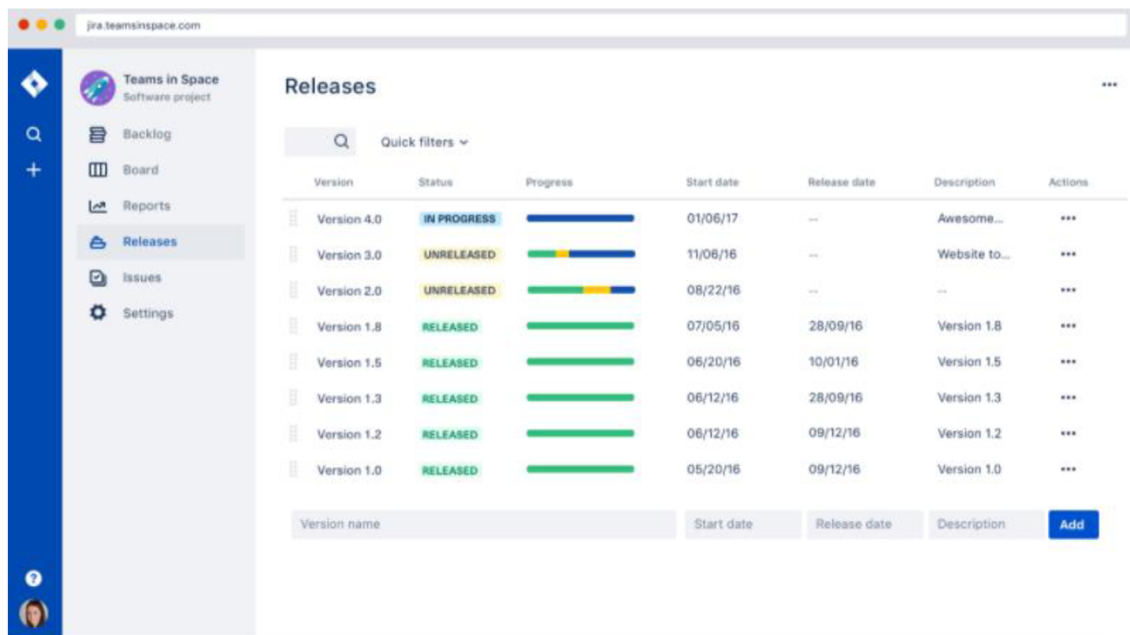 jira.teamsinspace.com
Teams in Space
Software project
Backlog
Board
Reports
Releases
Issues
Settings
Releases
Quick filters
Version Status Progress Start date Release date Description Actions
Version 4.0 IN PROGRESS 01/06/17 -- Awesome...
Version 3.0 UNRELEASED 11/06/16 -- Website to...
Version 2.0 UNRELEASED 08/22/16 -- --
Version 1.8 RELEASED 07/05/16 28/09/16 Version 1.8
Version 1.5 RELEASED 06/20/16 10/01/16 Version 1.5
Version 1.3 RELEASED 06/12/16 28/09/16 Version 1.3
Version 1.2 RELEASED 06/12/16 09/12/16 Version 1.2
Version 1.0 RELEASED 05/20/16 09/12/16 Version 1.0
Version name Start date Release date Description Add